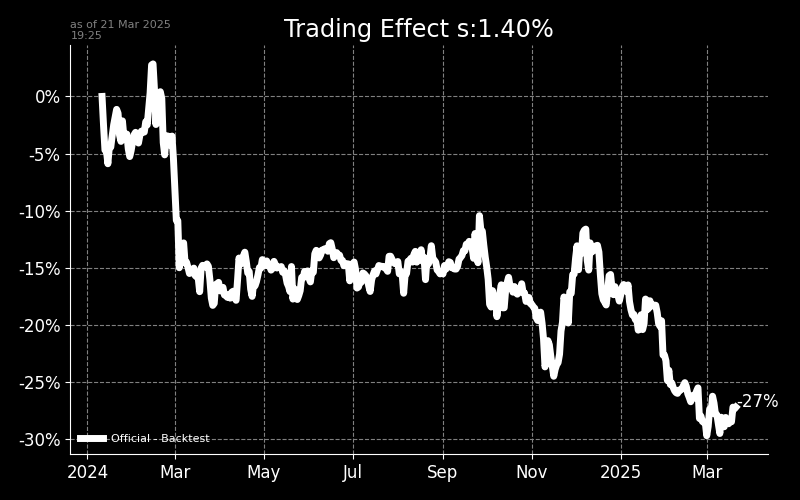 as of 21 Mar 2025
19:25
Trading Effect s:1.40%
0%
-5%
-10%
-15%
-20%
-25%
-30%
-27%
Official - Backtest
2024 Mar May Jul Sep Nov 2025 Mar